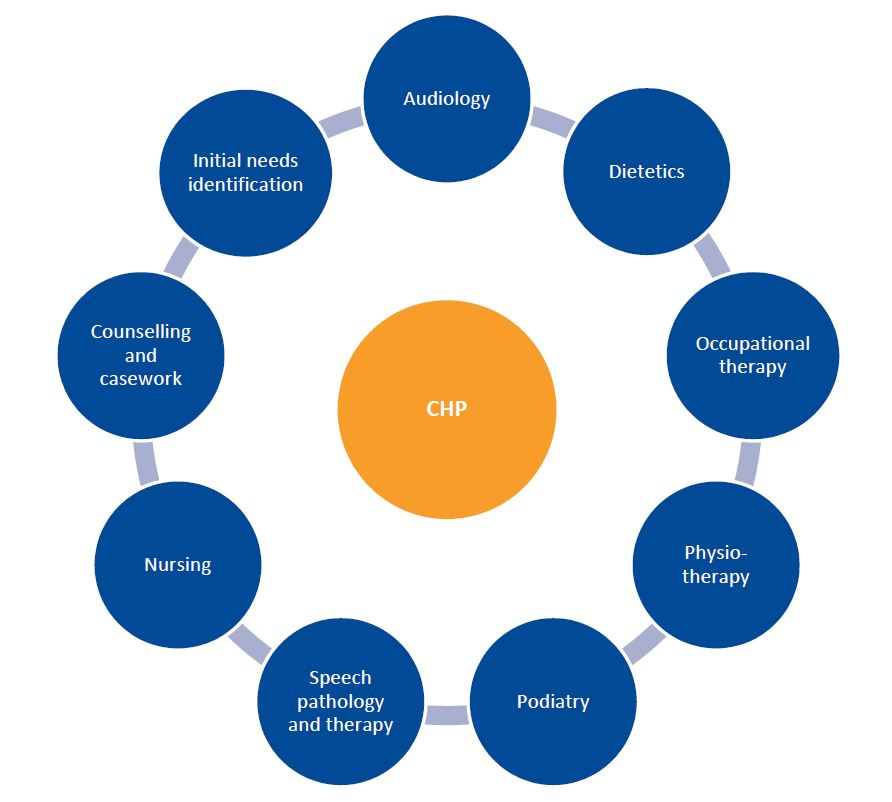 Audiology
Dietetics
Occupational
therapy
Physio-
therapy
Podiatry
Speech
pathology
and therapy
Nursing
Counselling
and
casework
Initial needs
identification
CHP